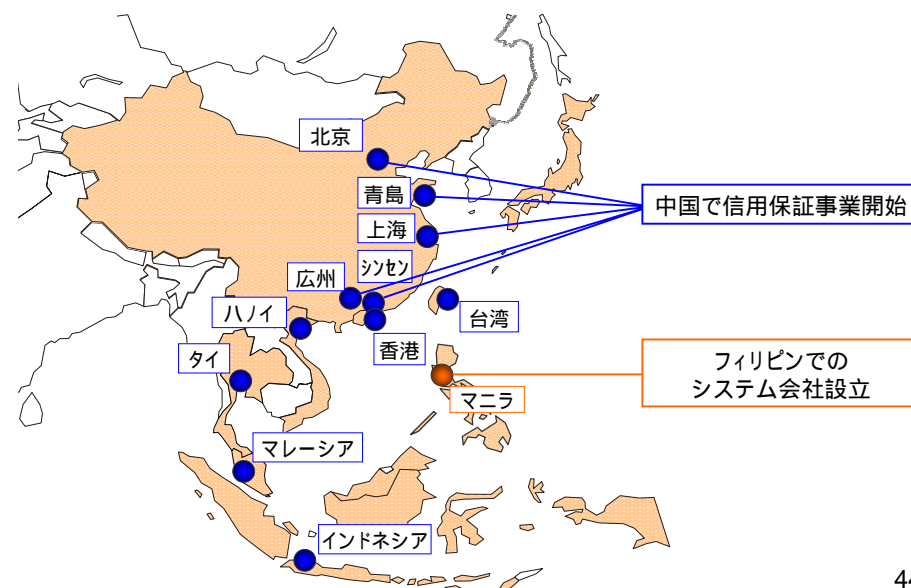 北京
青島
中国で信用保証事業開始
上海
シンセン
広州
ハノイ
台湾
香港
タイ
フィリピンでの
システム会社設立
マニラ
マレーシア
インドネシア